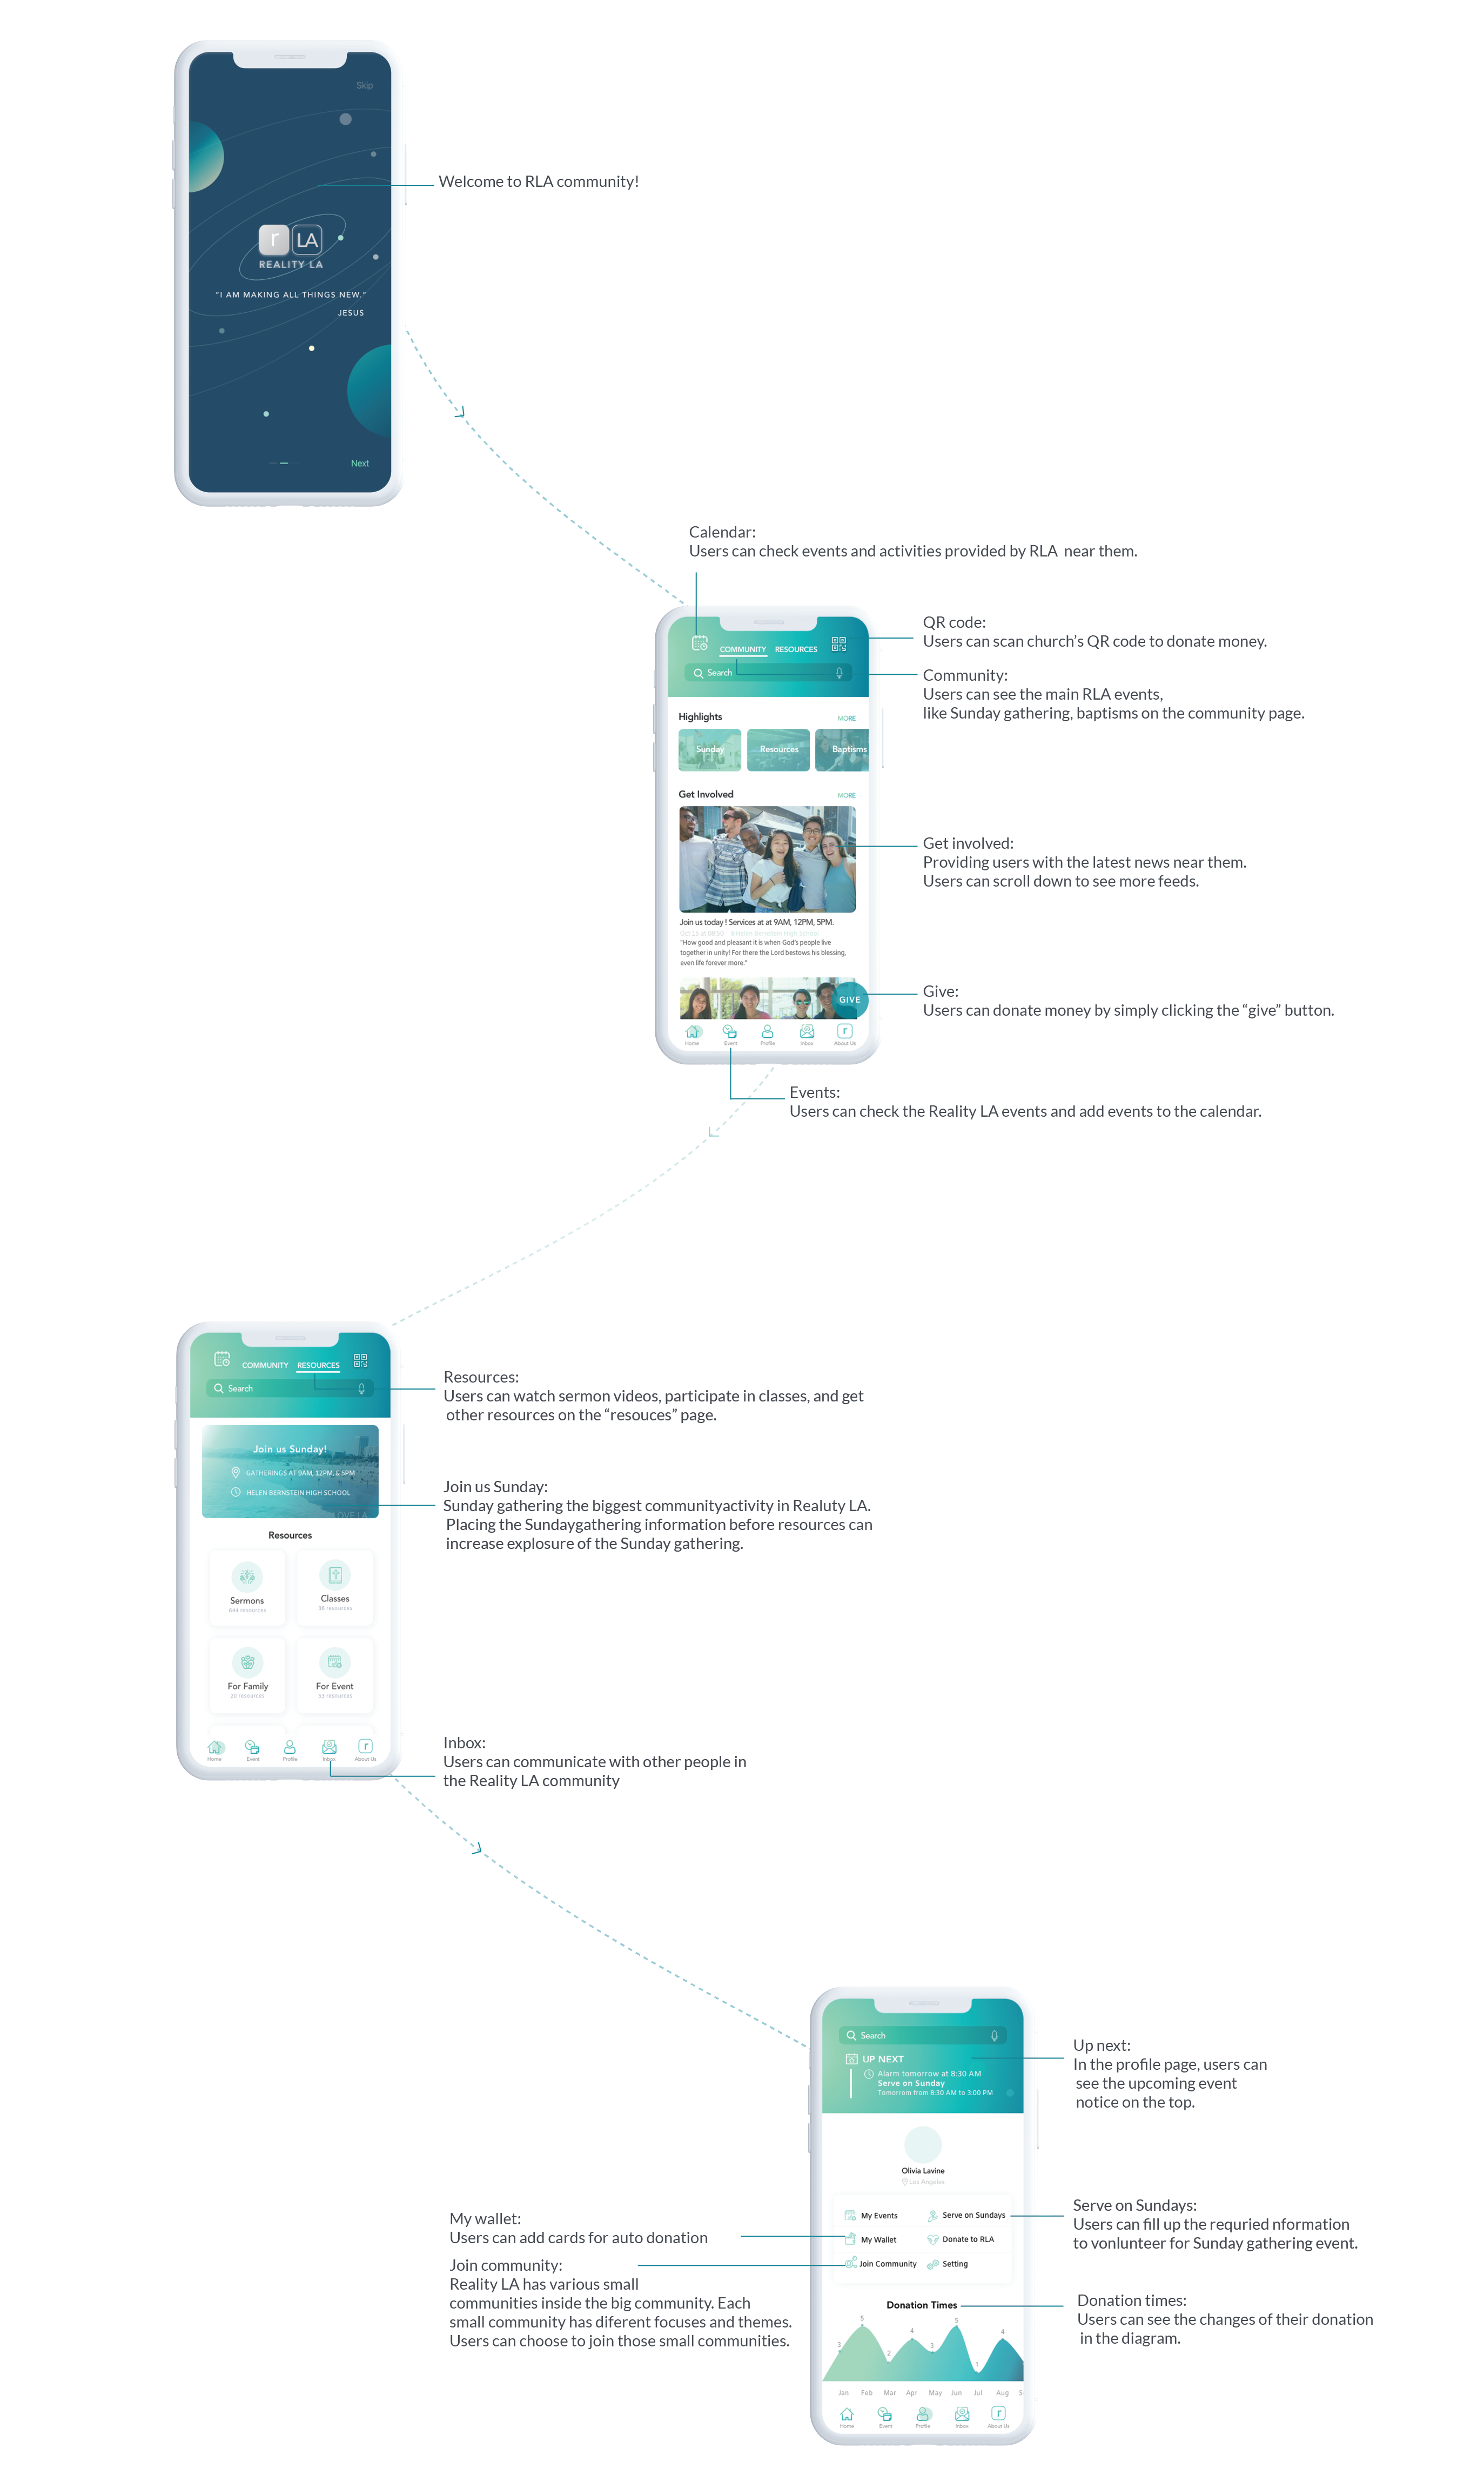 Skip
Welcome to RLA community!
r LA
REALITY LA
"I AM MAKING ALL THINGS NEW."
JESUS
Next
Calendar:
Users can check events and activities provided by RLA near them.
QR code:
Users can scan church's QR code to donate money.
COMMUNITY RESOURCES
Search
Community:
Users can see the main RLA events,
like Sunday gathering, baptisms on the community page.
Highlights MORE
Sunday Resources Baptisms
Get Involved MORE
Get involved:
Providing users with the latest news near them.
Users can scroll down to see more feeds.
Join us today ! Services at at 9AM, 12PM, 5PM.
Helen Bernstein High School
"How good and pleasant it is when God's people live
together in unity! For there the Lord bestows his blessing,
even life forever more."
GIVE
Give:
Users can donate money by simply clicking the "give" button.
Home Event Profile Inbox About Us
r
Events:
Users can check the Reality LA events and add events to the calendar.
COMMUNITY RESOURCES
Search
Resources:
Users can watch sermon videos, participate in classes, and get
other resources on the "resouces" page.
Join us Sunday!
GATHERINGS AT 9AM, 12PM, & 5PM
HELEN BERNSTEIN HIGH SCHOOL
Join us Sunday:
Sunday gathering the biggest communityactivity in Realuty LA.
Placing the Sundaygathering information before resources can
increase explosure of the Sunday gathering.
Resources
Sermons Classes
644 resources 36 resources
For Family For Event
20 resources 53 resources
Home Event Profile Inbox About Us
r
Inbox:
Users can communicate with other people in
the Reality LA community
Search
UP NEXT
Alarm tomorrow at 8:30 AM
Serve on Sunday
Tomorrom from 8:30 AM to 3:00 PM
Up next:
In the profile page, users can
see the upcoming event
notice on the top.
Olivia Lavine
Los Angeles
My Events Serve on Sundays
My Wallet Donate to RLA
Join Community Setting
Serve on Sundays:
Users can fill up the requried nformation
to vonlunteer for Sunday gathering event.
My wallet:
Users can add cards for auto donation
Join community:
Reality LA has various small
communities inside the big community. Each
small community has diferent focuses and themes.
Users can choose to join those small communities.
Donation Times
Donation times:
Users can see the changes of their donation
in the diagram.
3 5 2 4 3 5 1 4
Jan Feb Mar Apr May Jun Jul Aug S
Home Event Profile Inbox About Us
r